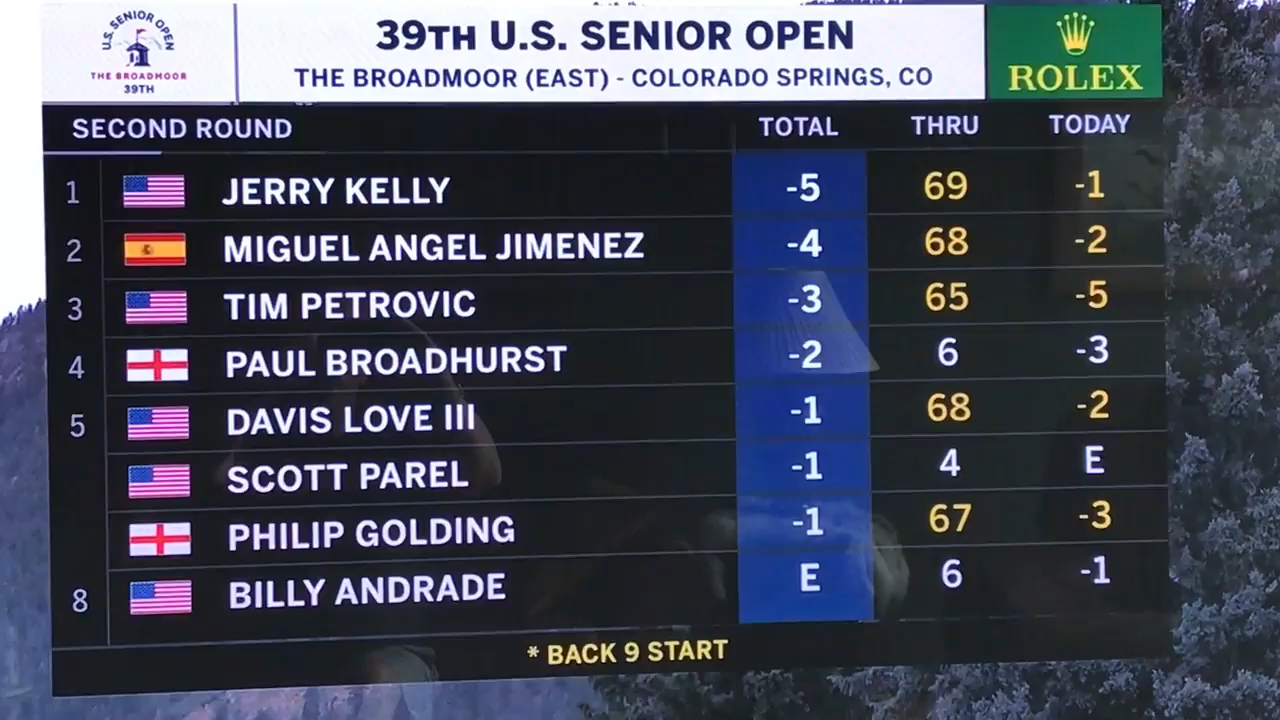 U.S. SENIOR OPEN
THE BROADMOOR
39TH
39TH U.S. SENIOR OPEN
THE BROADMOOR (EAST) - COLORADO SPRINGS, CO
ROLEX
SECOND ROUND TOTAL THRU TODAY
1 JERRY KELLY -5 69 -1
2 MIGUEL ANGEL JIMENEZ -4 68 -2
3 TIM PETROVIC -3 65 -5
4 PAUL BROADHURST -2 6 -3
5 DAVIS LOVE III -1 68 -2
SCOTT PAREL -1 4 E
PHILIP GOLDING -1 67 -3
8 BILLY ANDRADE E 6 -1
* BACK 9 START